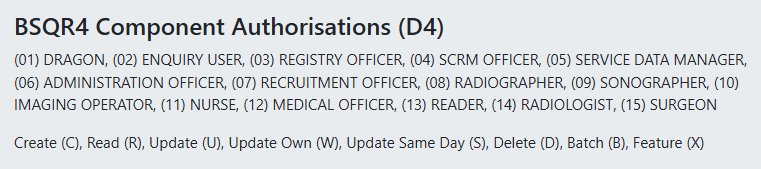 BSQR4 Component Authorisations (D4)
(01) DRAGON, (02) ENQUIRY USER, (03) REGISTRY OFFICER, (04) SCRM OFFICER, (05) SERVICE DATA MANAGER,
(06) ADMINISTRATION OFFICER, (07) RECRUITMENT OFFICER, (08) RADIOGRAPHER, (09) SONOGRAPHER, (10)
IMAGING OPERATOR, (11) NURSE, (12) MEDICAL OFFICER, (13) READER, (14) RADIOLOGIST, (15) SURGEON
Create (C), Read (R), Update (U), Update Own (W), Update Same Day (S), Delete (D), Batch (B), Feature (X)